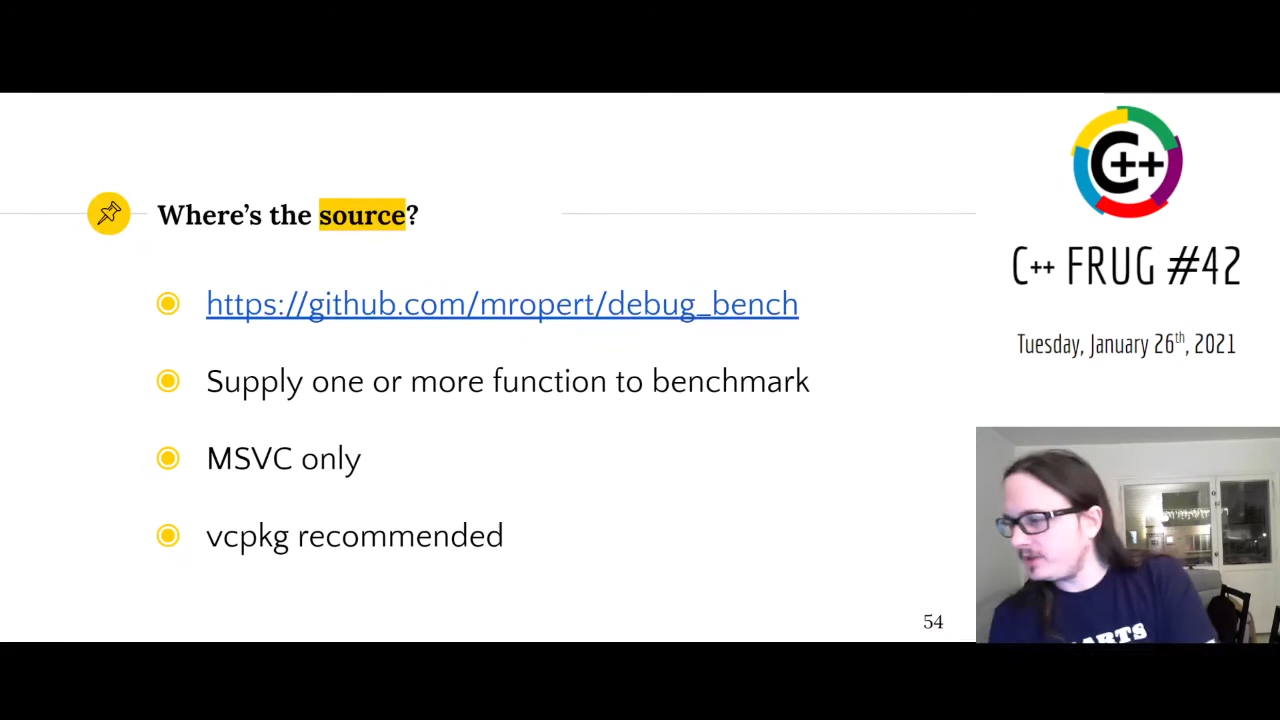 Where's the source?
https://github.com/mropert/debug_bench
Supply one or more function to benchmark
MSVC only
vcpkg recommended
54
C++
C++ FRUG #42
Tuesday, January 26th, 2021